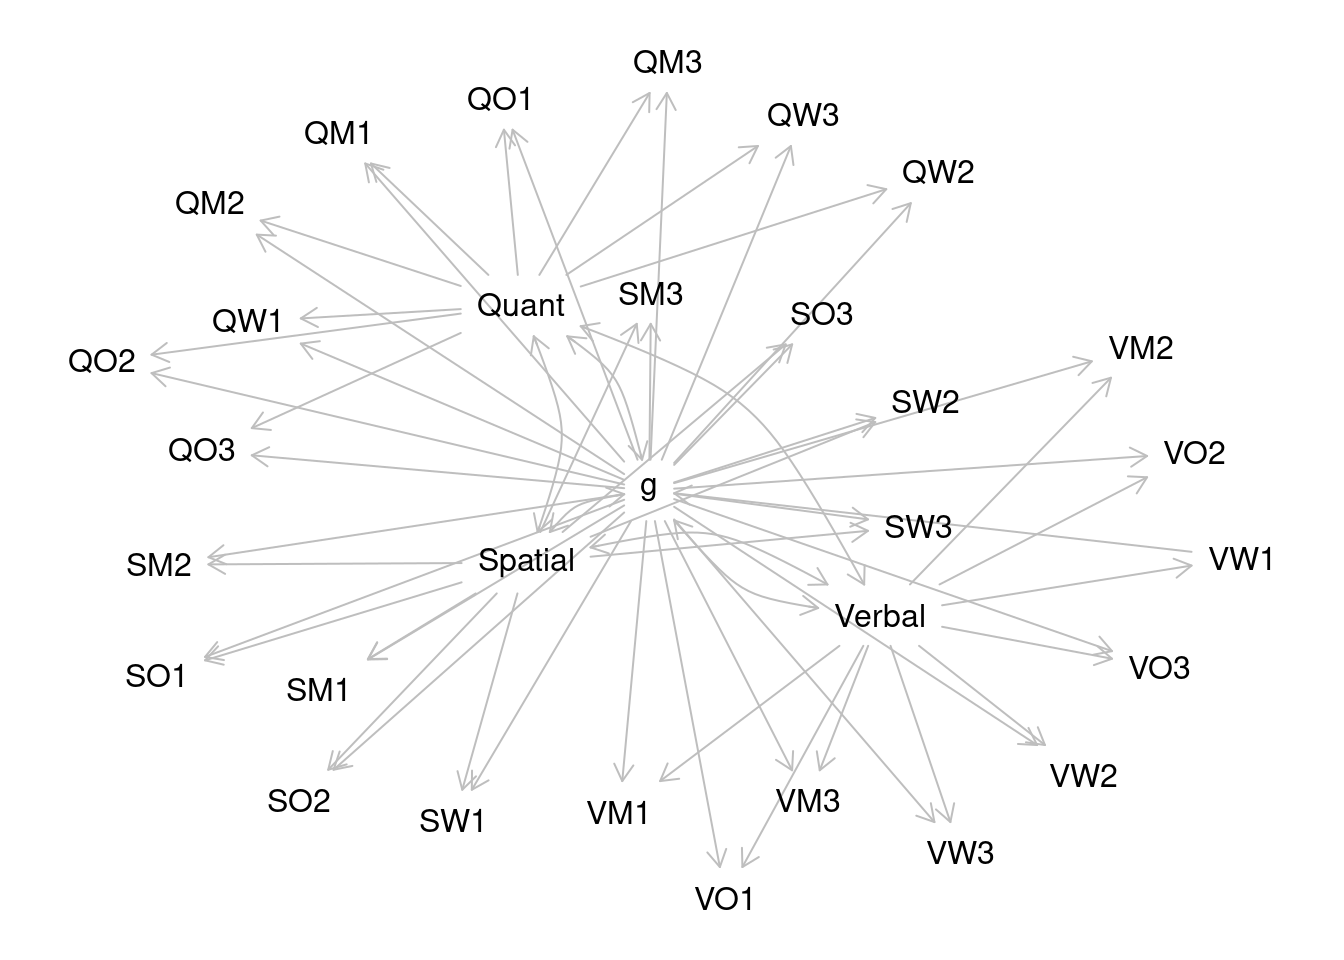 QM3
QO1
QW3
QM1
QW2
QM2
SM3
Quant
SO3
QW1
VM2
QO2
SW2
QO3
VO2
g
SW3
VW1
Spatial
SM2
Verbal
VO3
SO1
SM1
VW2
SO2
VM3
VM1
SW1
VW3
VO1